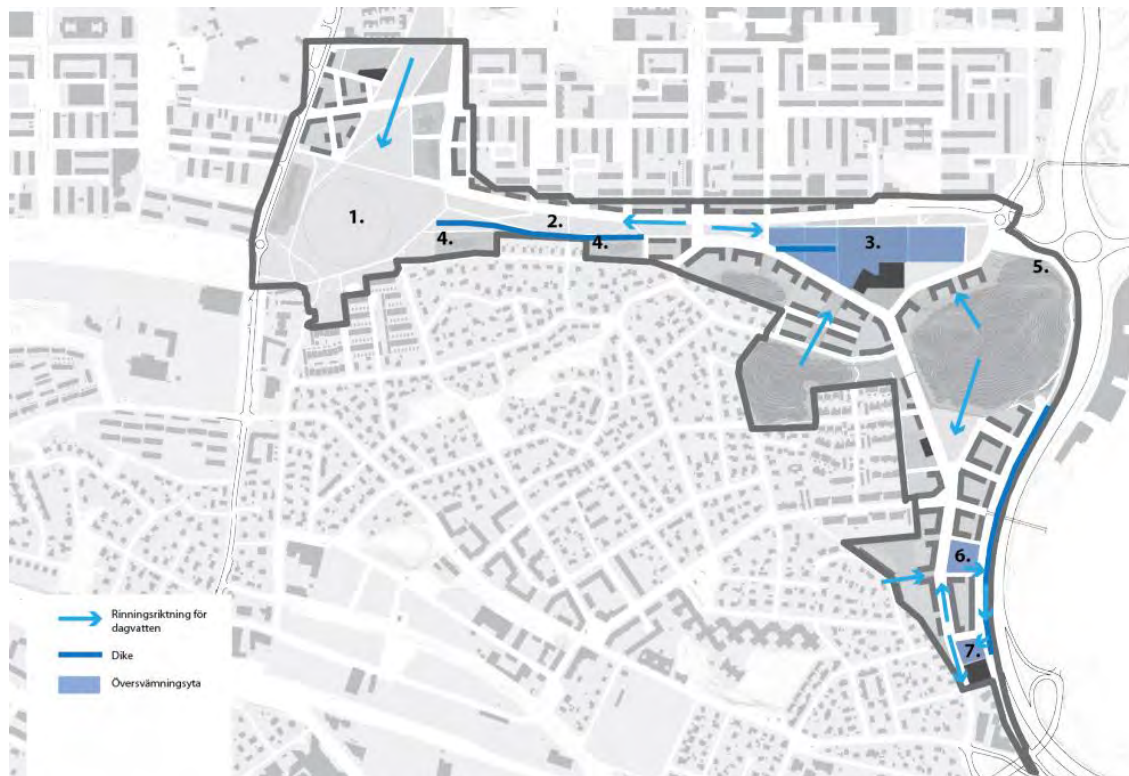 1.
2.
3.
4.
4.
5.
6.
7.
Rinningsriktning för
dagvatten
Dike
Översvämningsyta